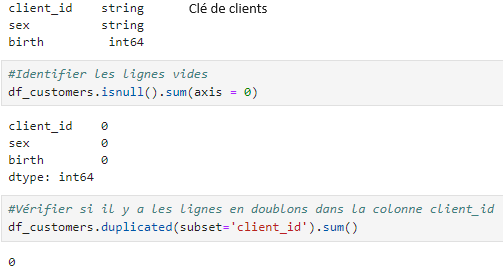 client_id    string    Clé de clients
sex          string
birth         int64
#Identifier les lignes vides
df_customers.isnull().sum(axis = 0)
client_id    0
sex          0
birth        0
dtype: int64
#Vérifier si il y a les lignes en doublons dans la colonne client_id
df_customers.duplicated(subset='client_id').sum()
0